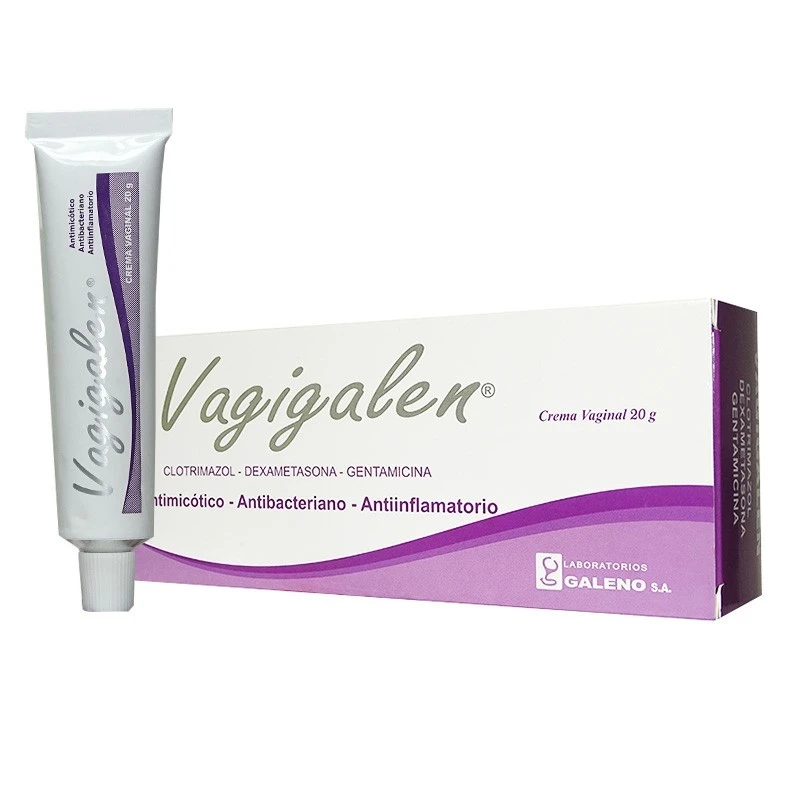 Antimicótico
Antibacteriano
Antiinflamatorio
CREMA VAGINAL 20 g
Vagigalen®
Vagigalen®
Crema Vaginal 20 g
CLOTRIMAZOL - DEXAMETASONA - GENTAMICINA
ntimicótico - Antibacteriano - Antiinflamatorio
LABORATORIOS
GALENO S.A.
VAGIGALEN
CLOTRIMAZOL
DEXAMETASONA
GENTAMICINA